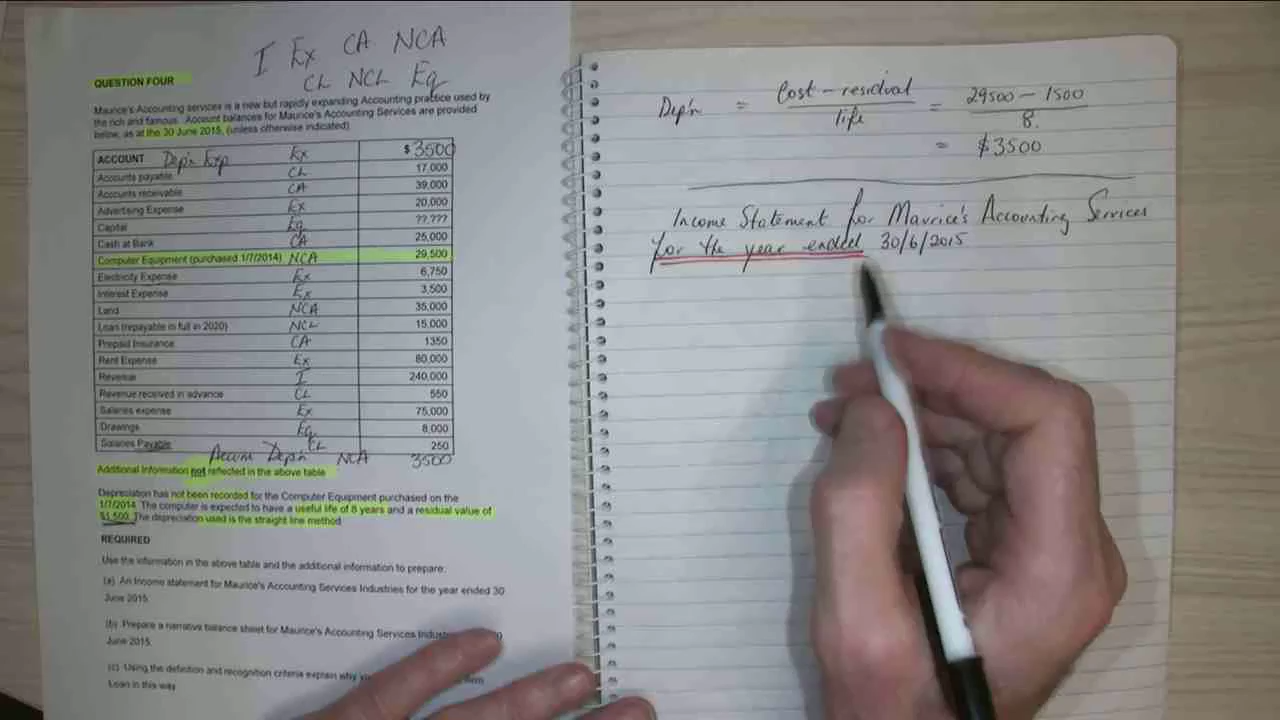 I Ex CA NCA
CL NCL Eq
QUESTION FOUR
Maurice's Accounting services is a new but rapidly expanding Accounting practice used by
the rich and famous. Account balances for Maurice's Accounting Services are provided
below, as at the 30 June 2015, (unless otherwise indicated)
ACCOUNT Dep'n Exp Ex $ 3500
Accounts payable CL 17,000
Accounts receivable CA 39,000
Advertising Expense Ex 20,000
Capital Eq ??,???
Cash at Bank CA 25,000
Computer Equipment (purchased 1/7/2014) NCA 29,500
Electricity Expense Ex 6,750
Interest Expense Ex 3,500
Land NCA 35,000
Loan (repayable in full in 2020) NCL 15,000
Prepaid Insurance CA 1350
Rent Expense Ex 80,000
Revenue I 240,000
Revenue received in advance CL 550
Salaries expense Ex 75,000
Drawings Eq 8,000
Salaries Payable CL 250
Accum Dep'n NCA 3500
Additional Information not reflected in the above table
Depreciation has not been recorded for the Computer Equipment purchased on the
1/7/2014. The computer is expected to have a useful life of 8 years and a residual value of
$1,500. The depreciation used is the straight line method
REQUIRED
Use the information in the above table and the additional information to prepare:
(a) An Income statement for Maurice's Accounting Services Industries for the year ended 30
June 2015.
(b) Prepare a narrative balance sheet for Maurice's Accounting Services
June 2015.
(c) Using the definition and recognition criteria explain why
Loan in this way
Dep'n = Cost - residual / life = 29500 - 1500 / 8.
= $3500
Income Statement for Maurice's Accounting Services
for the year ended 30/6/2015